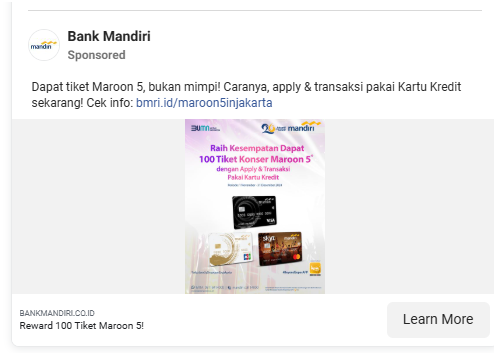 Bank Mandiri
Sponsored
mandiri
Dapat tiket Maroon 5, bukan mimpi! Caranya, apply & transaksi pakai Kartu Kredit
sekarang! Cek info: bmri.id/maroon5injakarta
BUMN
mandiri
Raih Kesempatan Dapat
100 Tiket Konser Maroon 5*
dengan Apply & Transaksi
Pakai Kartu Kredit
VISA
JCB
skyz
BANKMANDIRI.CO.ID
Reward 100 Tiket Maroon 5!
Learn More